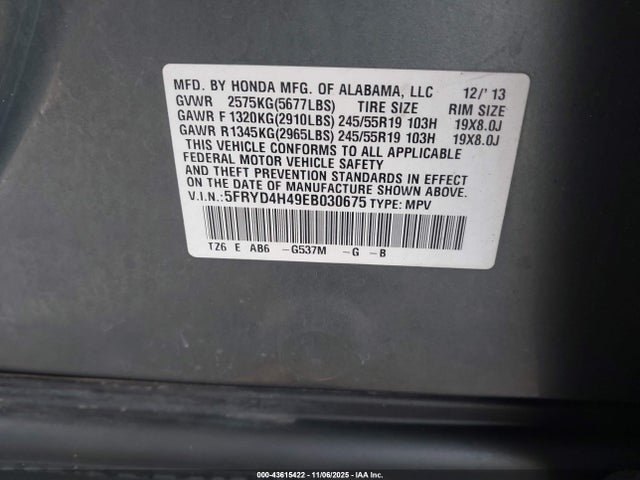 MFD. BY HONDA MFG. OF ALABAMA, LLC 12/' 13
GVWR 2575KG(5677LBS) TIRE SIZE RIM SIZE
GAWR F 1320KG(2910LBS) 245/55R19 103H 19X8.0J
GAWR R1345KG(2965LBS) 245/55R19 103H 19X8.0J
THIS VEHICLE CONFORMS TO ALL APPLICABLE
FEDERAL MOTOR VEHICLE SAFETY
AND THEFT PREVENTION STANDARDS IN EFFECT
ON THE DATE OF MANUFACTURE SHOWN ABOVE.
V.I.N.:5FRYD4H49EB030675 TYPE: MPV
TZ6 E AB6 -G537M -G -B
000-43615422 - 11/06/2025 - IAA Inc.